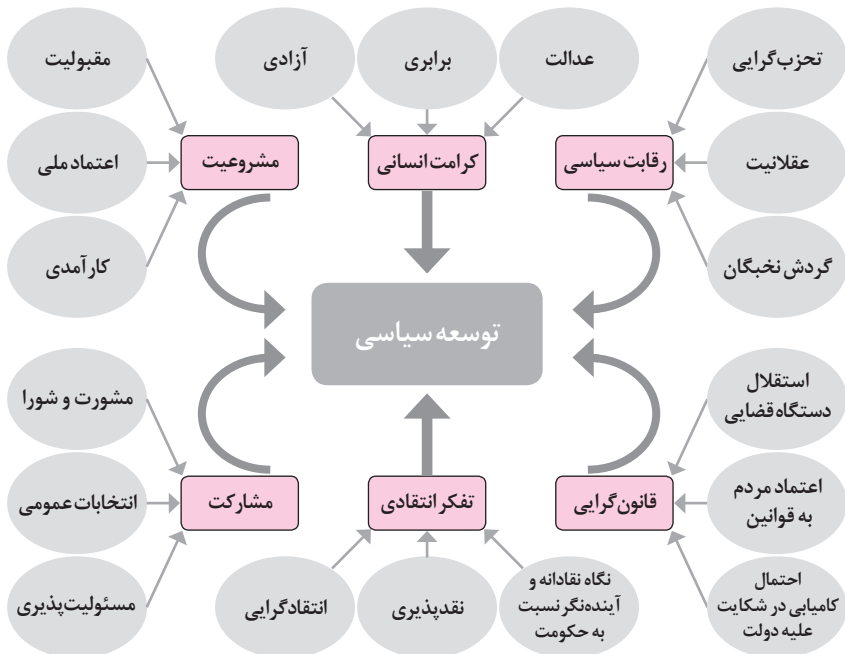 تحزب‌گرایی
عدالت
برابری
آزادی
مقبولیت
عقلانیت
رقابت سیاسی
کرامت انسانی
مشروعیت
اعتماد ملی
گردش نخبگان
کارآمدی
توسعه سیاسی
استقلال
دستگاه قضایی
مشورت و شورا
اعتماد مردم
به قوانین
قانون‌گرایی
تفکر انتقادی
مشارکت
انتخابات عمومی
احتمال
کامیابی در شکایت
علیه دولت
نگاه نقادانه و
آینده‌نگر نسبت
به حکومت
نقدپذیری
انتقادگرایی
مسئولیت‌پذیری